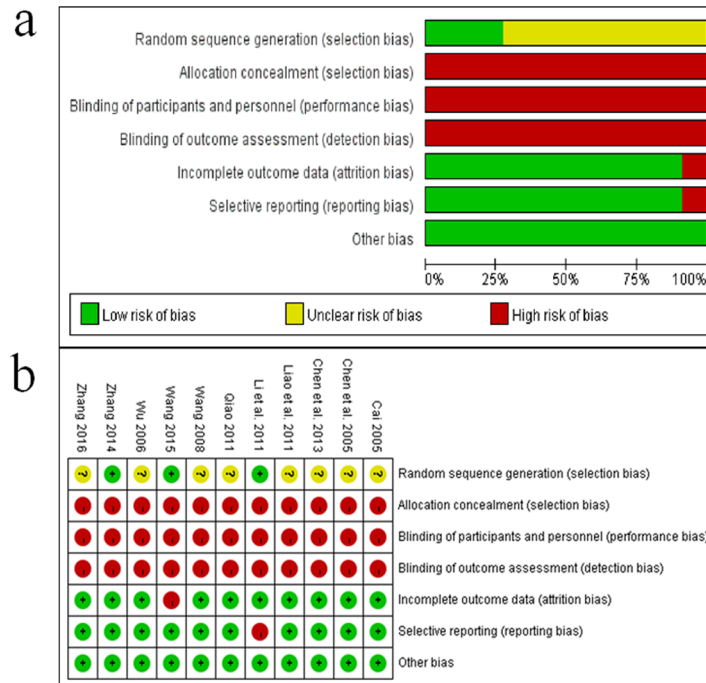 a
Random sequence generation (selection bias)
Allocation concealment (selection bias)
Blinding of participants and personnel (performance bias)
Blinding of outcome assessment (detection bias)
Incomplete outcome data (attrition bias)
Selective reporting (reporting bias)
Other bias
0% 25% 50% 75% 100%
Low risk of bias Unclear risk of bias High risk of bias
b
Zhang 2016
Zhang 2014
Wu 2006
Wang 2015
Wang 2008
Qiao 2011
Li et al. 2011
Liao et al. 2011
Chen et al. 2013
Chen et al. 2005
Cai 2005
? + ? + ? ? + ? ? ? ? Random sequence generation (selection bias)
- - - - - - - - - - - Allocation concealment (selection bias)
- - - - - - - - - - - Blinding of participants and personnel (performance bias)
- - - - - - - - - - - Blinding of outcome assessment (detection bias)
+ + + - + + + + + + + Incomplete outcome data (attrition bias)
+ + + + + + - + + + + Selective reporting (reporting bias)
+ + + + + + + + + + + Other bias